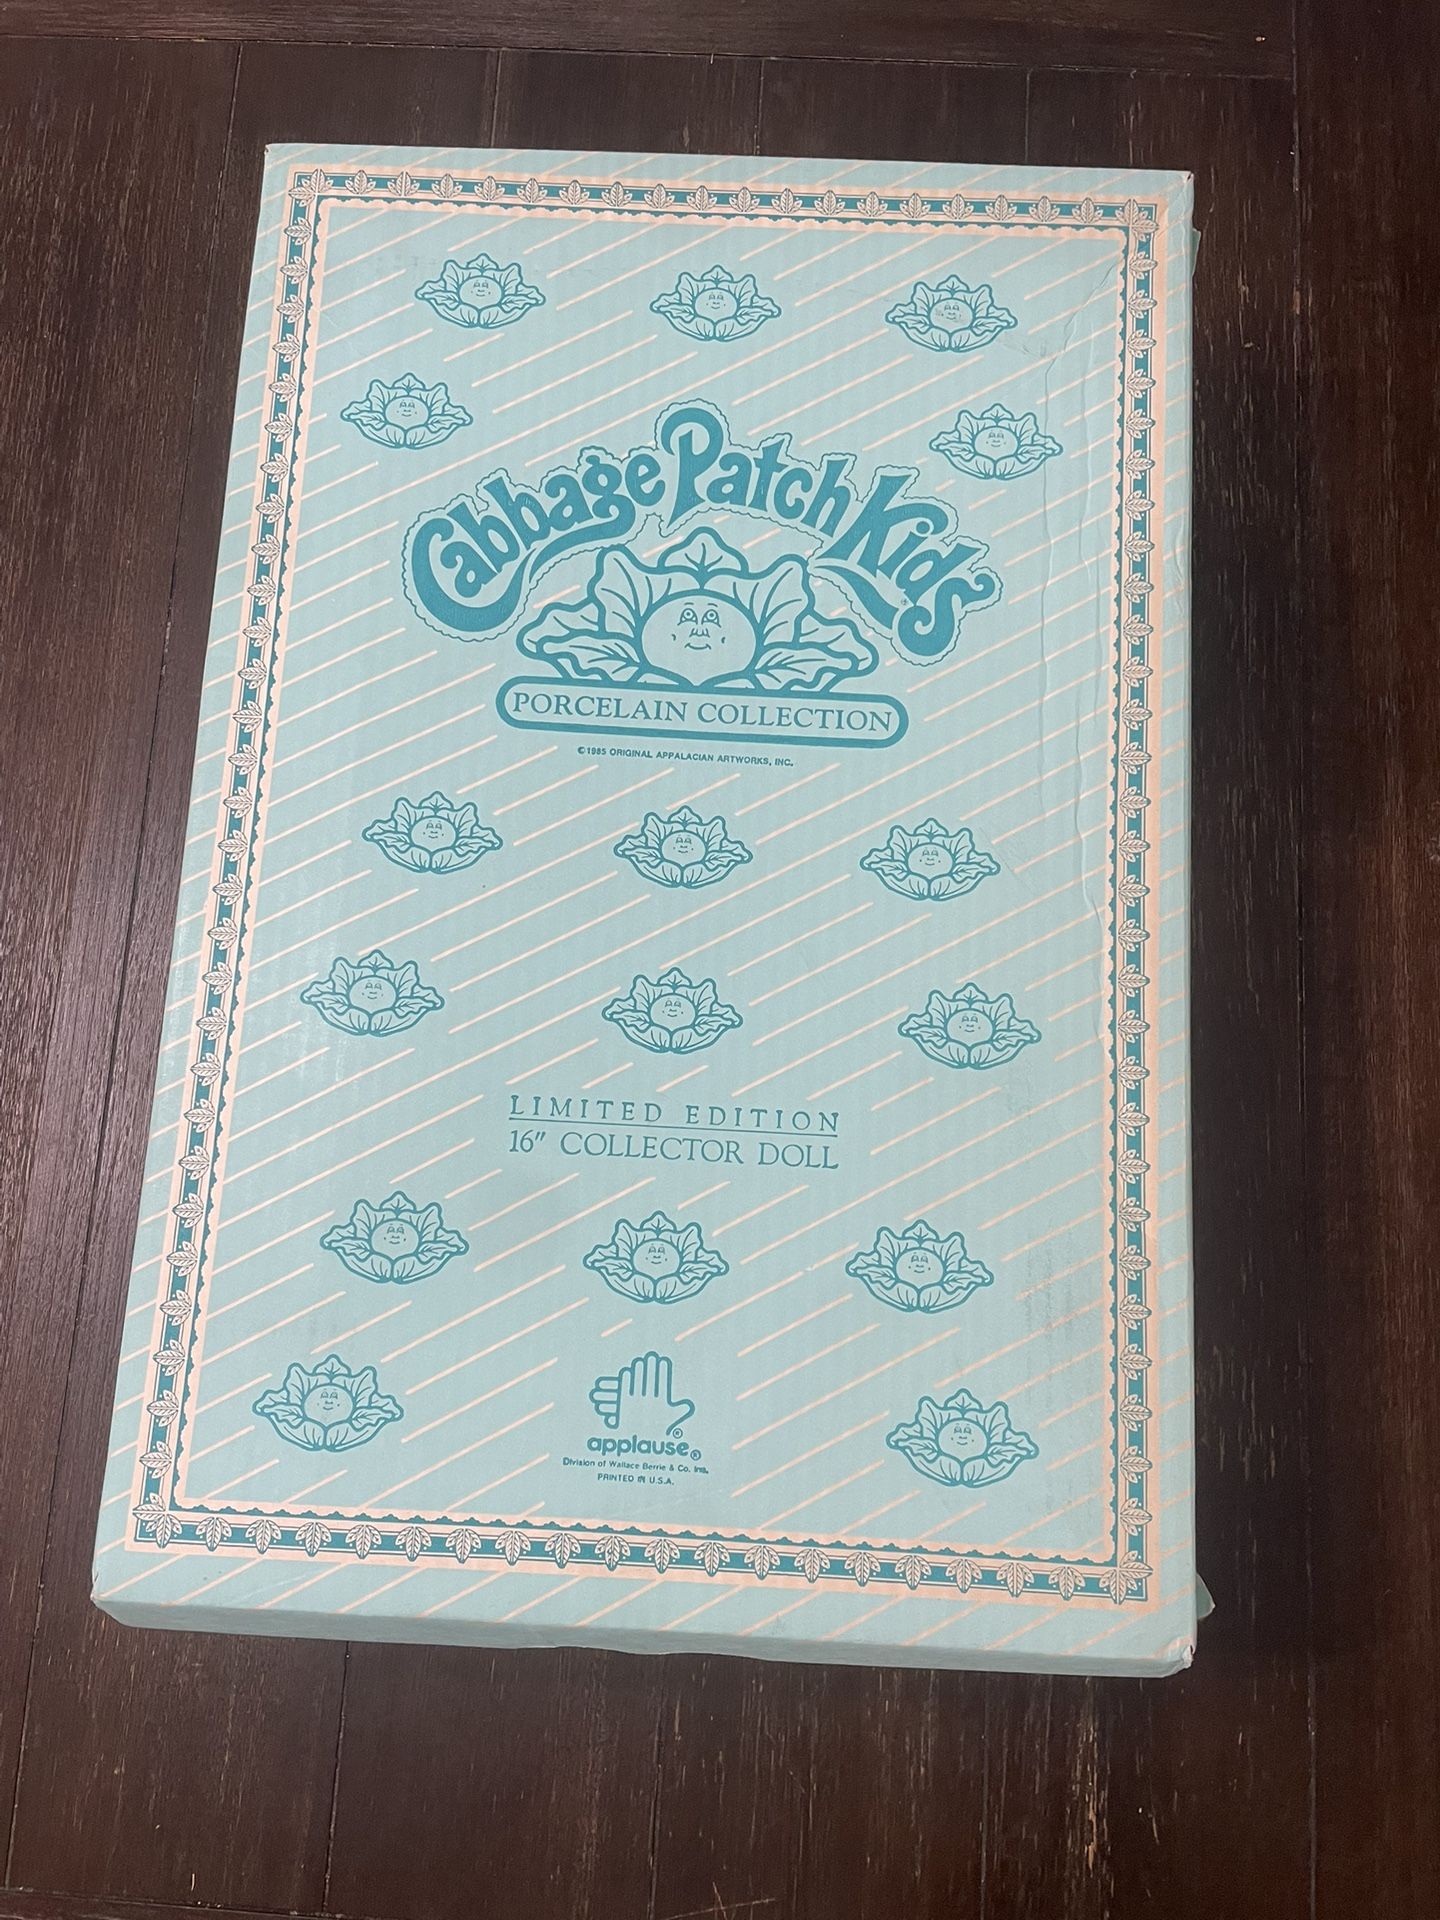 Cabbage Patch Kids®
PORCELAIN COLLECTION
©1985 ORIGINAL APPALACIAN ARTWORKS, INC.
LIMITED EDITION
16" COLLECTOR DOLL
applause®
Division of Wallace Berrie & Co. Inc.
PRINTED IN U.S.A.